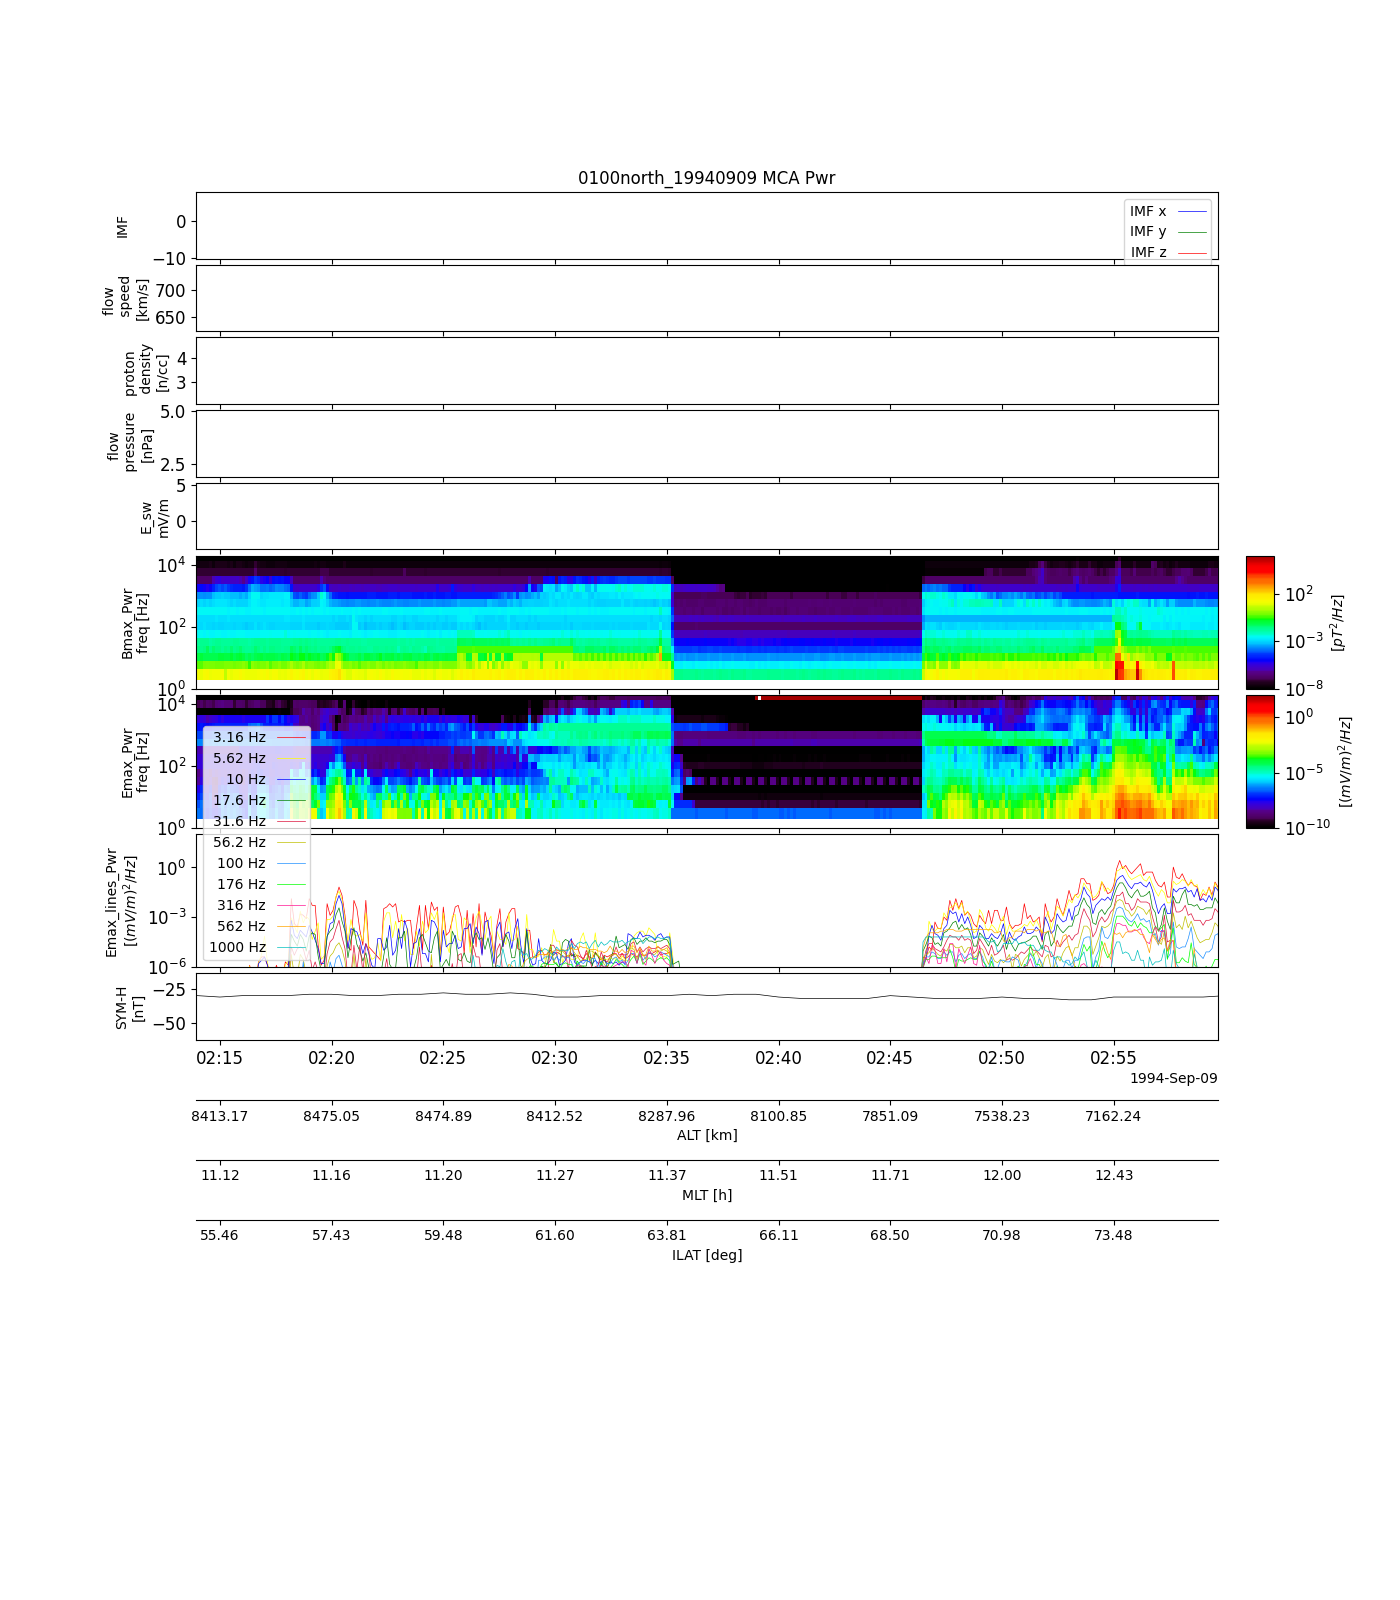 0100north_19940909 MCA Pwr
IMF
0
−10
IMF x
IMF y
IMF z
flow
speed
[km/s]
700
650
proton
density
[n/cc]
4
3
flow
pressure
[nPa]
5.0
2.5
E_sw
mV/m
5
0
Bmax_Pwr
freq [Hz]
10^4
10^2
10^0
10^2
10^−3
10^−8
[pT^2/Hz]
Emax_Pwr
freq [Hz]
10^4
10^2
10^0
10^0
10^−5
10^−10
[(mV/m)^2/Hz]
3.16 Hz
5.62 Hz
10 Hz
17.6 Hz
31.6 Hz
56.2 Hz
100 Hz
176 Hz
316 Hz
562 Hz
1000 Hz
Emax_lines_Pwr
[(mV/m)^2/Hz]
10^0
10^−3
10^−6
SYM-H
[nT]
−25
−50
02:15 02:20 02:25 02:30 02:35 02:40 02:45 02:50 02:55
1994-Sep-09
8413.17 8475.05 8474.89 8412.52 8287.96 8100.85 7851.09 7538.23 7162.24
ALT [km]
11.12 11.16 11.20 11.27 11.37 11.51 11.71 12.00 12.43
MLT [h]
55.46 57.43 59.48 61.60 63.81 66.11 68.50 70.98 73.48
ILAT [deg]